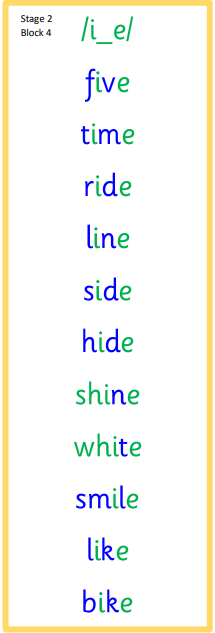 Stage 2
Block 4
/i_e/
five
time
ride
line
side
hide
shine
white
smile
like
bike